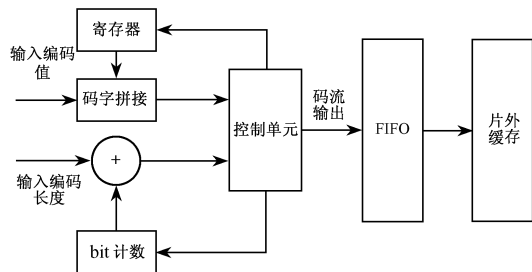 寄存器
输入编码
值
码字拼接
控制单元
码流
输出
FIFO
片外
缓存
+
输入编码
长度
bit 计数